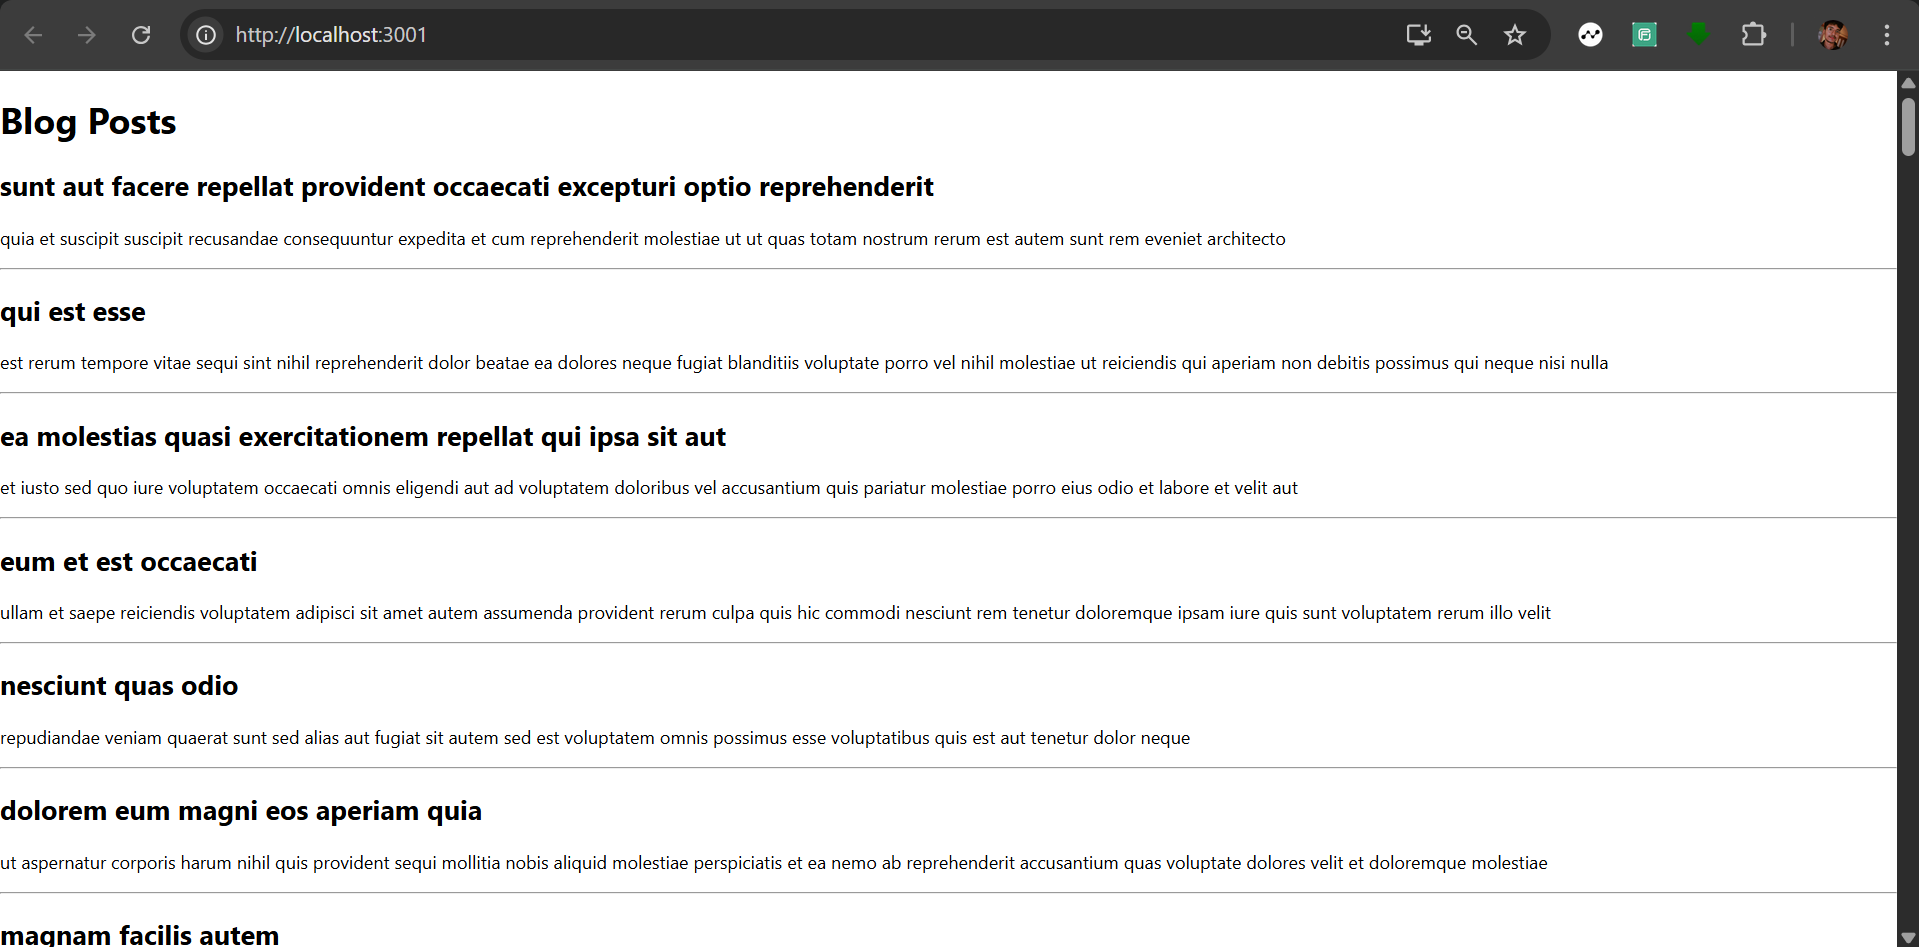 http://localhost:3001
Blog Posts
sunt aut facere repellat provident occaecati excepturi optio reprehenderit
quia et suscipit suscipit recusandae consequuntur expedita et cum reprehenderit molestiae ut ut quas totam nostrum rerum est autem sunt rem eveniet architecto
qui est esse
est rerum tempore vitae sequi sint nihil reprehenderit dolor beatae ea dolores neque fugiat blanditiis voluptate porro vel nihil molestiae ut reiciendis qui aperiam non debitis possimus qui neque nisi nulla
ea molestias quasi exercitationem repellat qui ipsa sit aut
et iusto sed quo iure voluptatem occaecati omnis eligendi aut ad voluptatem doloribus vel accusantium quis pariatur molestiae porro eius odio et labore et velit aut
eum et est occaecati
ullam et saepe reiciendis voluptatem adipisci sit amet autem assumenda provident rerum culpa quis hic commodi nesciunt rem tenetur doloremque ipsam iure quis sunt voluptatem rerum illo velit
nesciunt quas odio
repudiandae veniam quaerat sunt sed alias aut fugiat sit autem sed est voluptatem omnis possimus esse voluptatibus quis est aut tenetur dolor neque
dolorem eum magni eos aperiam quia
ut aspernatur corporis harum nihil quis provident sequi mollitia nobis aliquid molestiae perspiciatis et ea nemo ab reprehenderit accusantium quas voluptate dolores velit et doloremque molestiae
magnam facilis autem